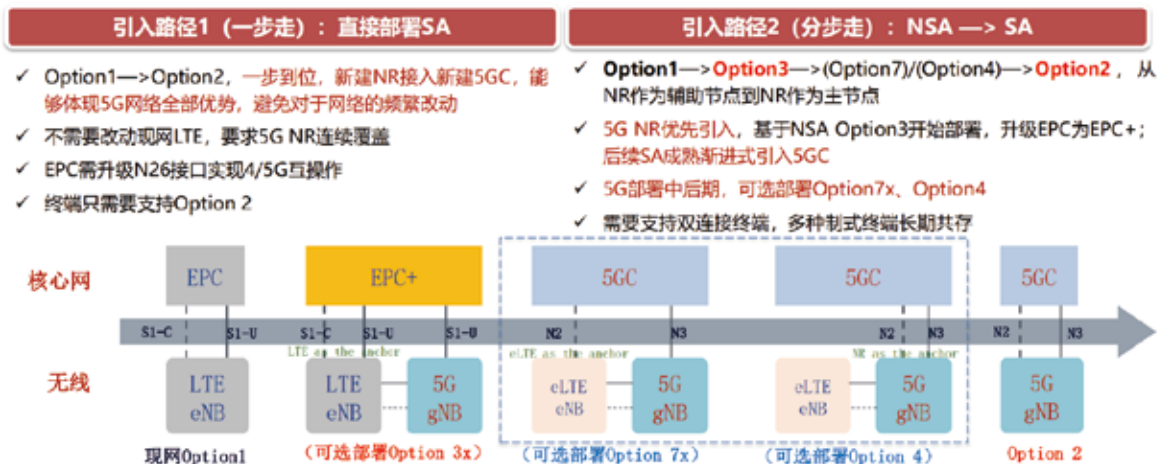 引入路径1（一步走）：直接部署SA
✓ Option1—>Option2，一步到位，新建NR接入新建5GC，能
够体现5G网络全部优势，避免对于网络的频繁改动
✓ 不需要改动现网LTE，要求5G NR连续覆盖
✓ EPC需升级N26接口实现4/5G互操作
✓ 终端只需要支持Option 2
引入路径2（分步走）：NSA —> SA
✓ Option1—>Option3—>(Option7)/(Option4)—>Option2 ，从
NR作为辅助节点到NR作为主节点
✓ 5G NR优先引入，基于NSA Option3开始部署，升级EPC为EPC+；
后续SA成熟渐进式引入5GC
✓ 5G部署中后期，可选部署Option7x、Option4
✓ 需要支持双连接终端，多种制式终端长期共存
核心网
EPC
EPC+
5GC
5GC
5GC
S1-C
S1-U
S1-C
S1-U
S1-U
N2
N3
N2
N3
N2
N3
LTE as the anchor
eLTE as the anchor
NR as the anchor
无线
LTE
eNB
LTE
eNB
5G
gNB
eLTE
eNB
5G
gNB
eLTE
eNB
5G
gNB
5G
gNB
现网Option1
（可选部署Option 3x）
（可选部署Option 7x）
（可选部署Option 4）
Option 2